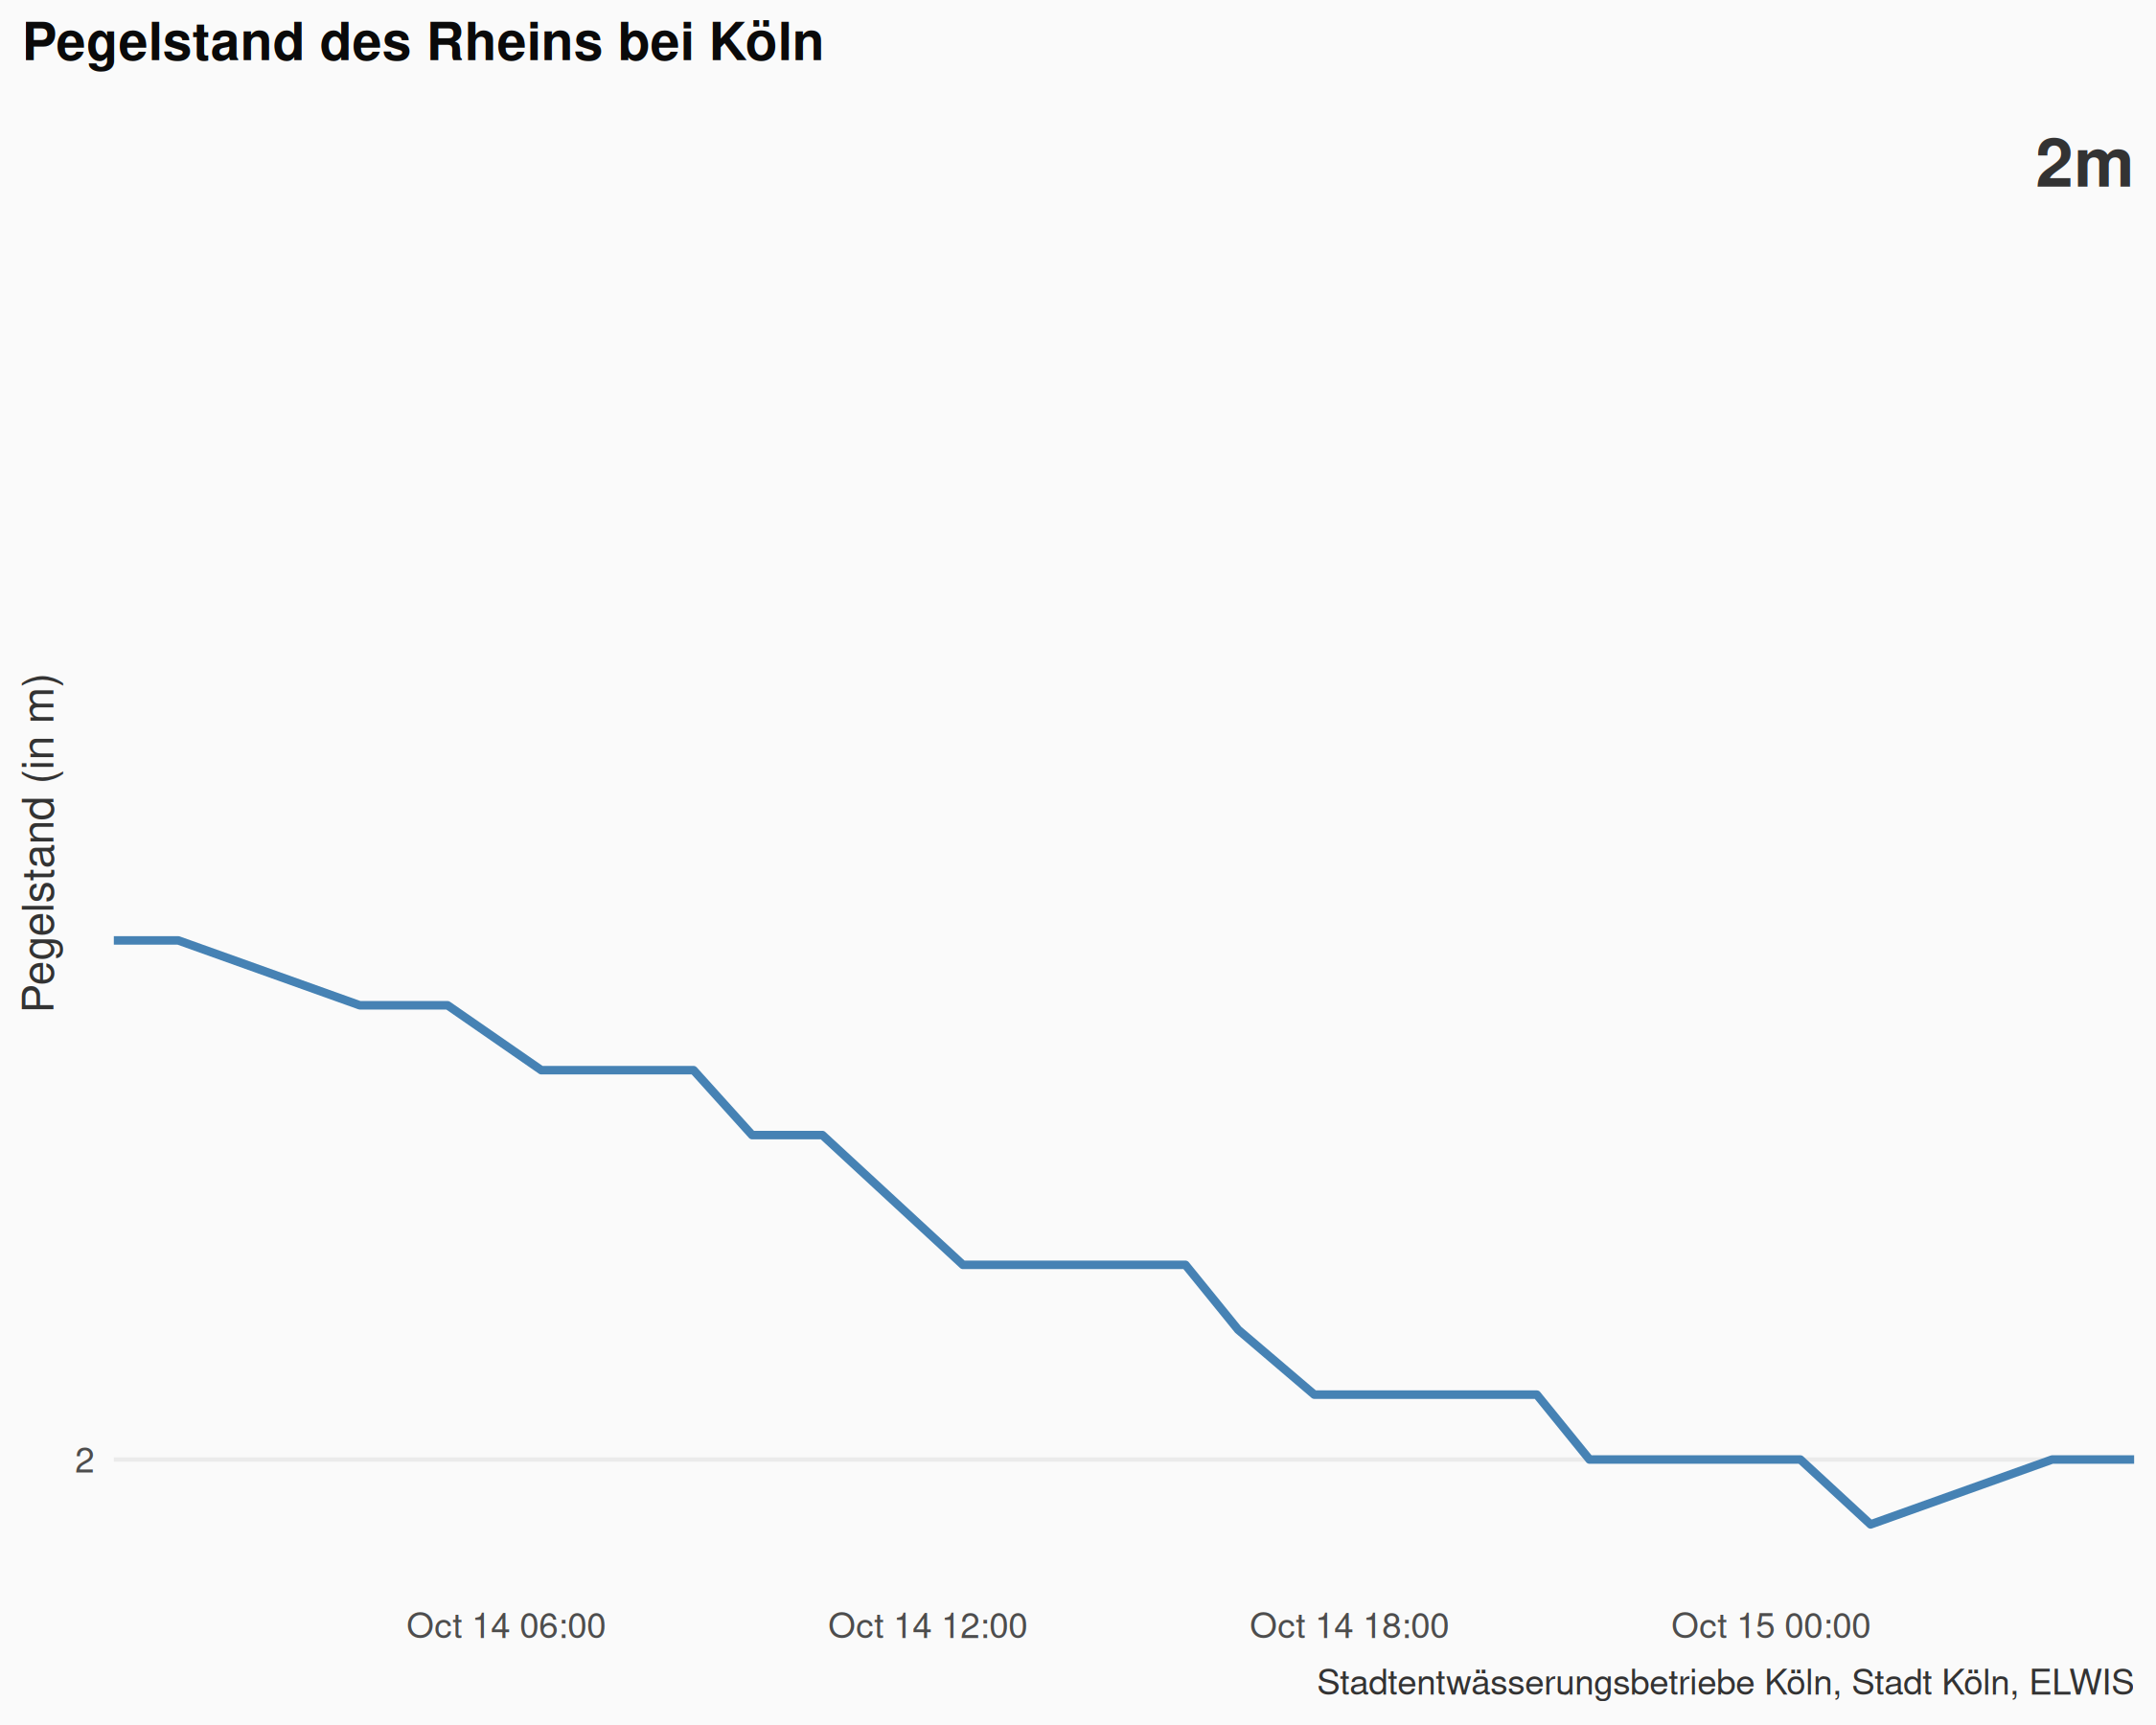 Pegelstand des Rheins bei Köln
2m
Pegelstand (in m)
2
Oct 14 06:00
Oct 14 12:00
Oct 14 18:00
Oct 15 00:00
Stadtentwässerungsbetriebe Köln, Stadt Köln, ELWIS